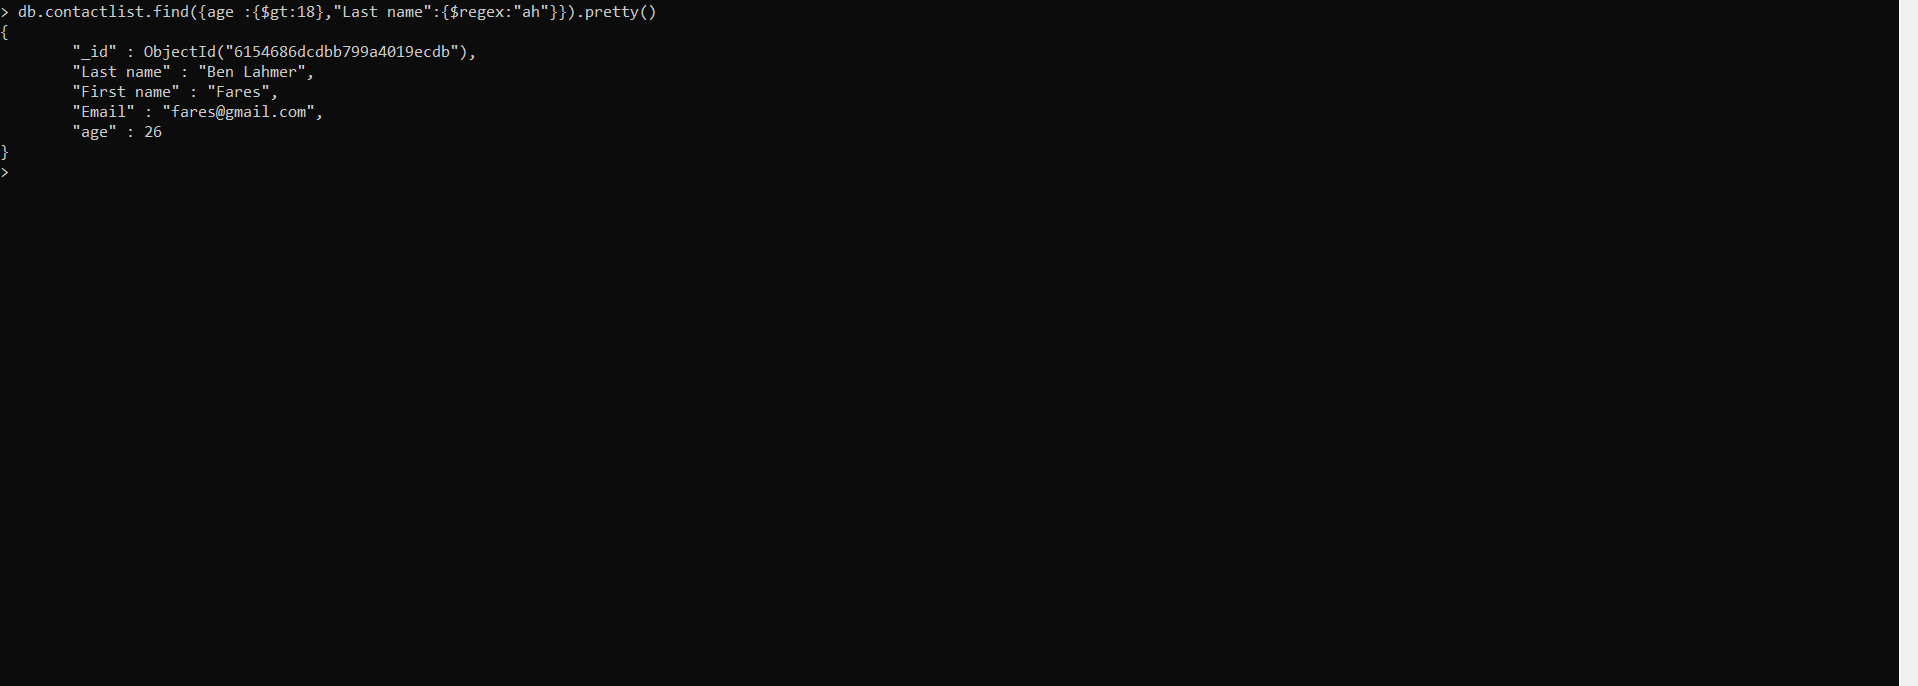 > db.contactlist.find({age :{$gt:18},"Last name":{$regex:"ah"}}).pretty()
{
        "_id" : ObjectId("6154686dcdbb799a4019ecdb"),
        "Last name" : "Ben Lahmer",
        "First name" : "Fares",
        "Email" : "fares@gmail.com",
        "age" : 26
}
>